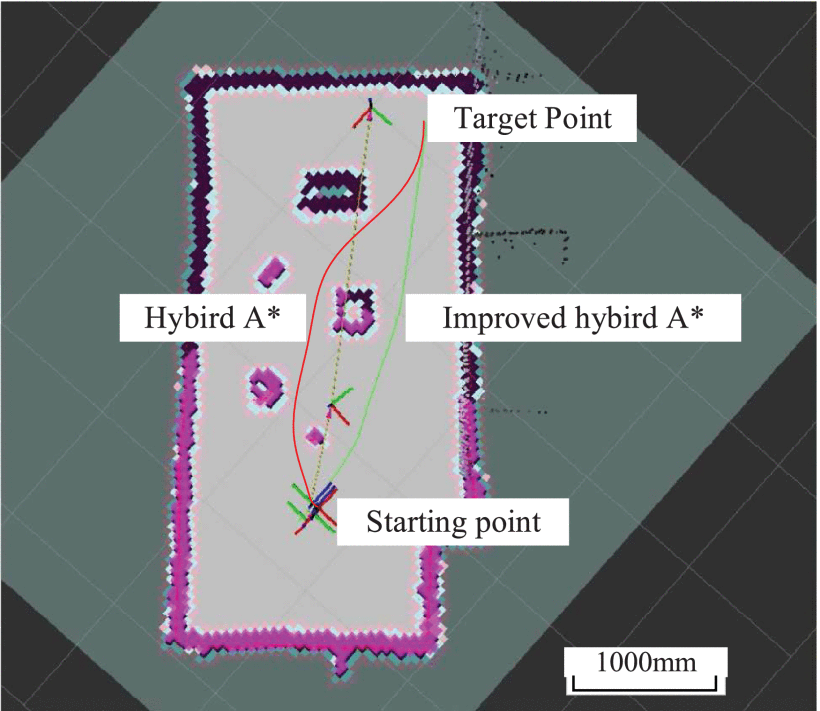 Target Point
Hybird A*
Improved hybird A*
Starting point
1000mm